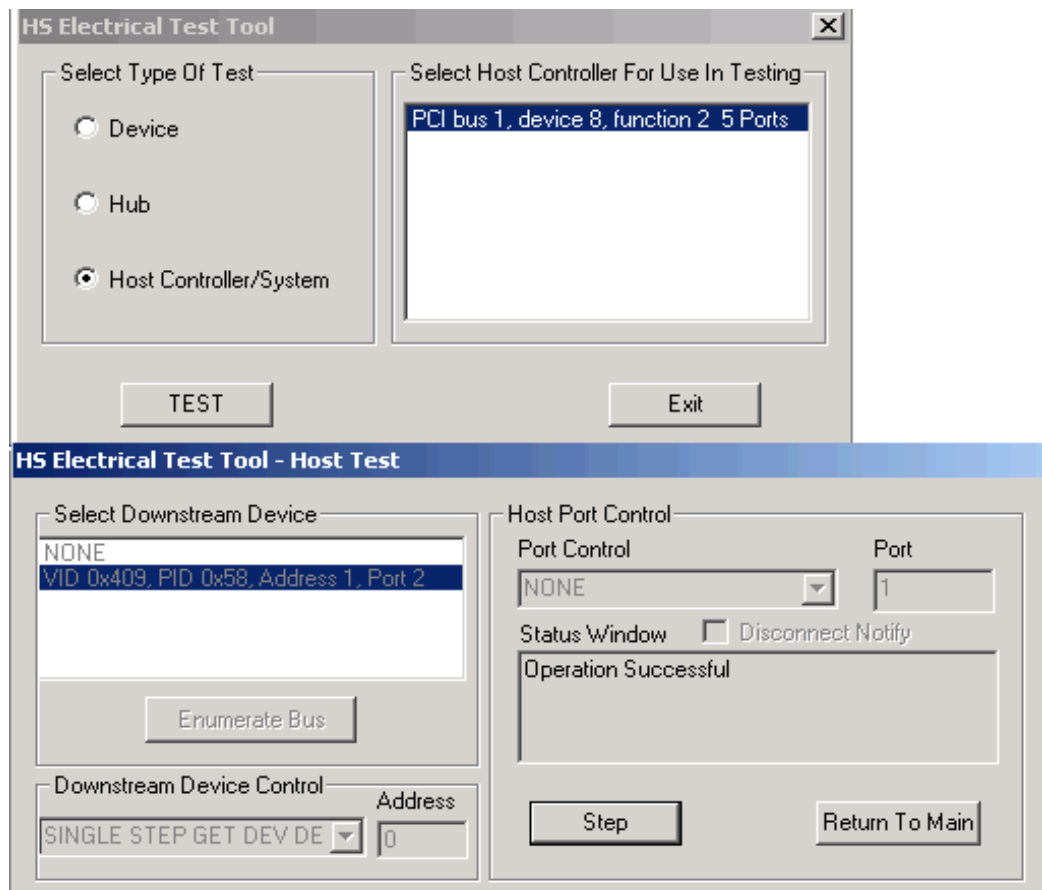 HS Electrical Test Tool
Select Type Of Test
Device
Hub
Host Controller/System
Select Host Controller For Use In Testing
PCI bus 1, device 8, function 2 5 Ports
TEST
Exit
HS Electrical Test Tool - Host Test
Select Downstream Device
NONE
VID 0x409, PID 0x58, Address 1, Port 2
Enumerate Bus
Downstream Device Control
Address
SINGLE STEP GET DEV DE
0
Host Port Control
Port Control
Port
NONE
1
Status Window
Disconnect Notify
Operation Successful
Step
Return To Main